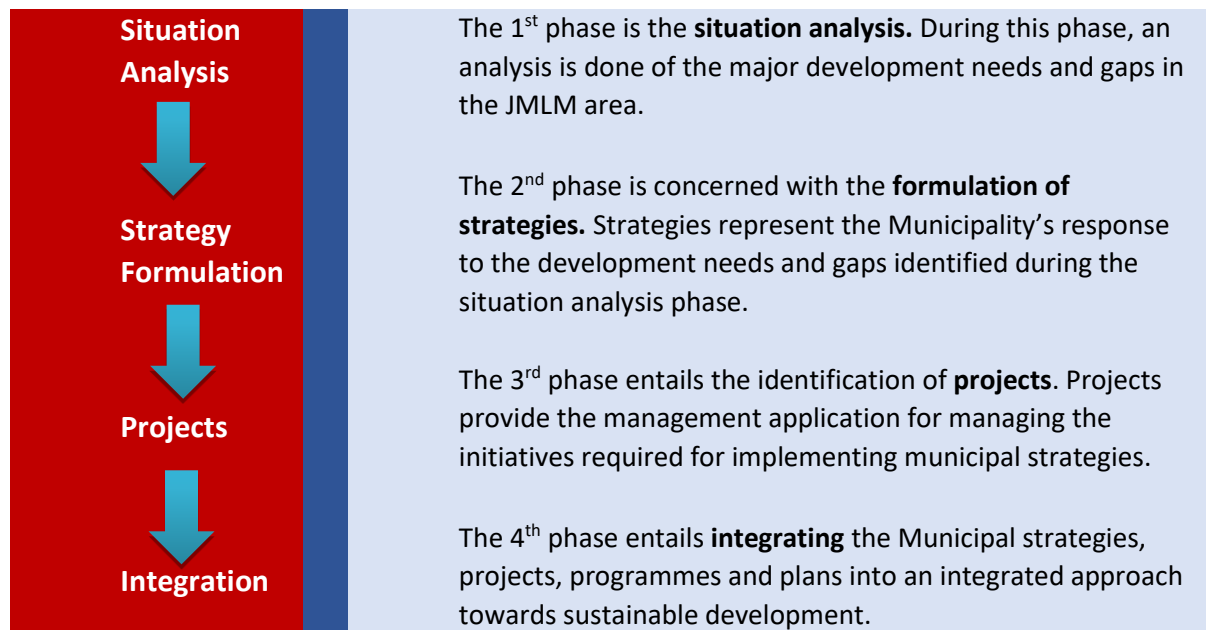 Situation
Analysis
The 1st phase is the situation analysis. During this phase, an
analysis is done of the major development needs and gaps in
the JMLM area.
Strategy
Formulation
The 2nd phase is concerned with the formulation of
strategies. Strategies represent the Municipality’s response
to the development needs and gaps identified during the
situation analysis phase.
Projects
The 3rd phase entails the identification of projects. Projects
provide the management application for managing the
initiatives required for implementing municipal strategies.
Integration
The 4th phase entails integrating the Municipal strategies,
projects, programmes and plans into an integrated approach
towards sustainable development.